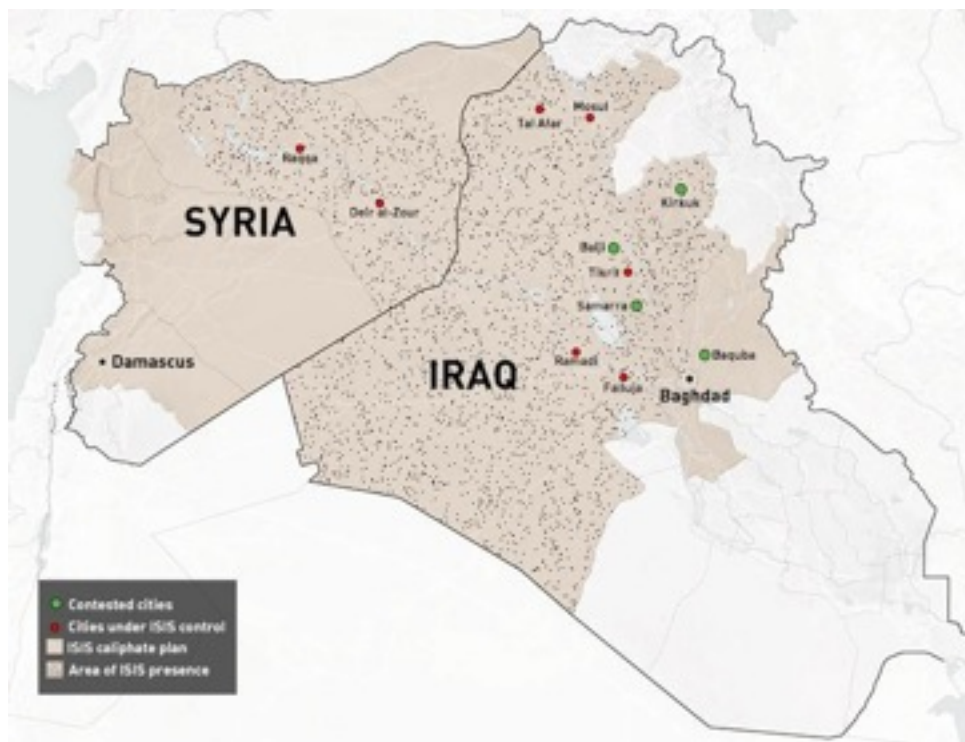 Mosul
Tal Afar
Raqqa
Kirkuk
Deir al-Zour
SYRIA
Baiji
Tikrit
Samarra
Damascus
Ramadi
Baquba
IRAQ
Falluja
Baghdad
Contested cities
Cities under ISIS control
ISIS caliphate plan
Area of ISIS presence